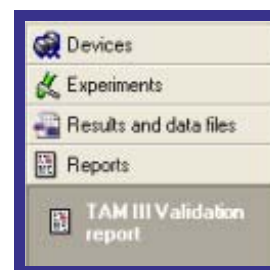 Devices
Experiments
Results and data files
Reports
TAM III Validation
report